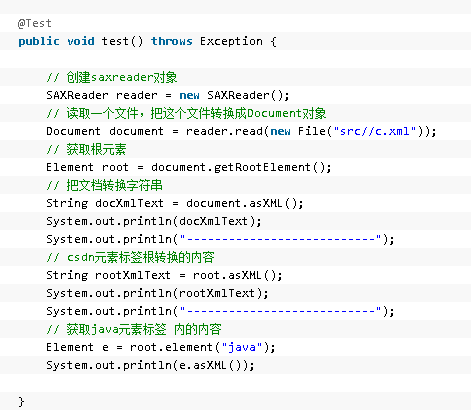 @Test
public void test() throws Exception {
// 创建saxreader对象
SAXReader reader = new SAXReader();
// 读取一个文件，把这个文件转换成Document对象
Document document = reader.read(new File("src//c.xml"));
// 获取根元素
Element root = document.getRootElement();
// 把文档转换字符串
String docXmlText = document.asXML();
System.out.println(docXmlText);
System.out.println("---------------------------");
// csdn元素标签根转换的内容
String rootXmlText = root.asXML();
System.out.println(rootXmlText);
System.out.println("---------------------------");
// 获取java元素标签 内的内容
Element e = root.element("java");
System.out.println(e.asXML());
}